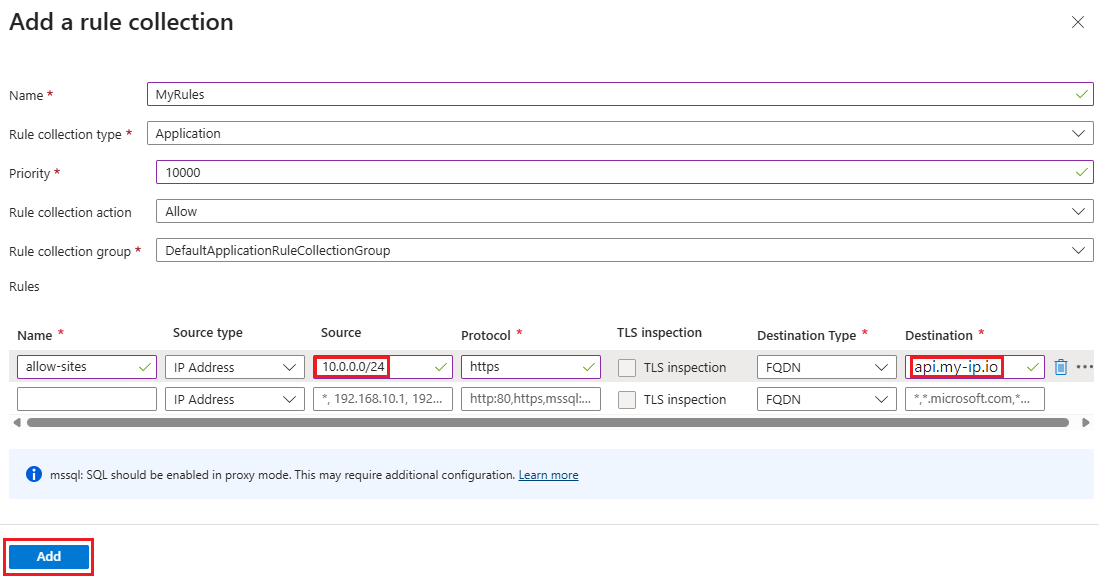 Add a rule collection
Name *
MyRules
Rule collection type *
Application
Priority *
10000
Rule collection action
Allow
Rule collection group *
DefaultApplicationRuleCollectionGroup
Rules
Name * Source type Source Protocol * TLS inspection Destination Type * Destination *
allow-sites IP Address 10.0.0.0/24 https TLS inspection FQDN api.my-ip.io
IP Address *, 192.168.10.1, 192... http:80,https,mssql:... TLS inspection FQDN *,*.microsoft.com,*...
mssql: SQL should be enabled in proxy mode. This may require additional configuration. Learn more
Add